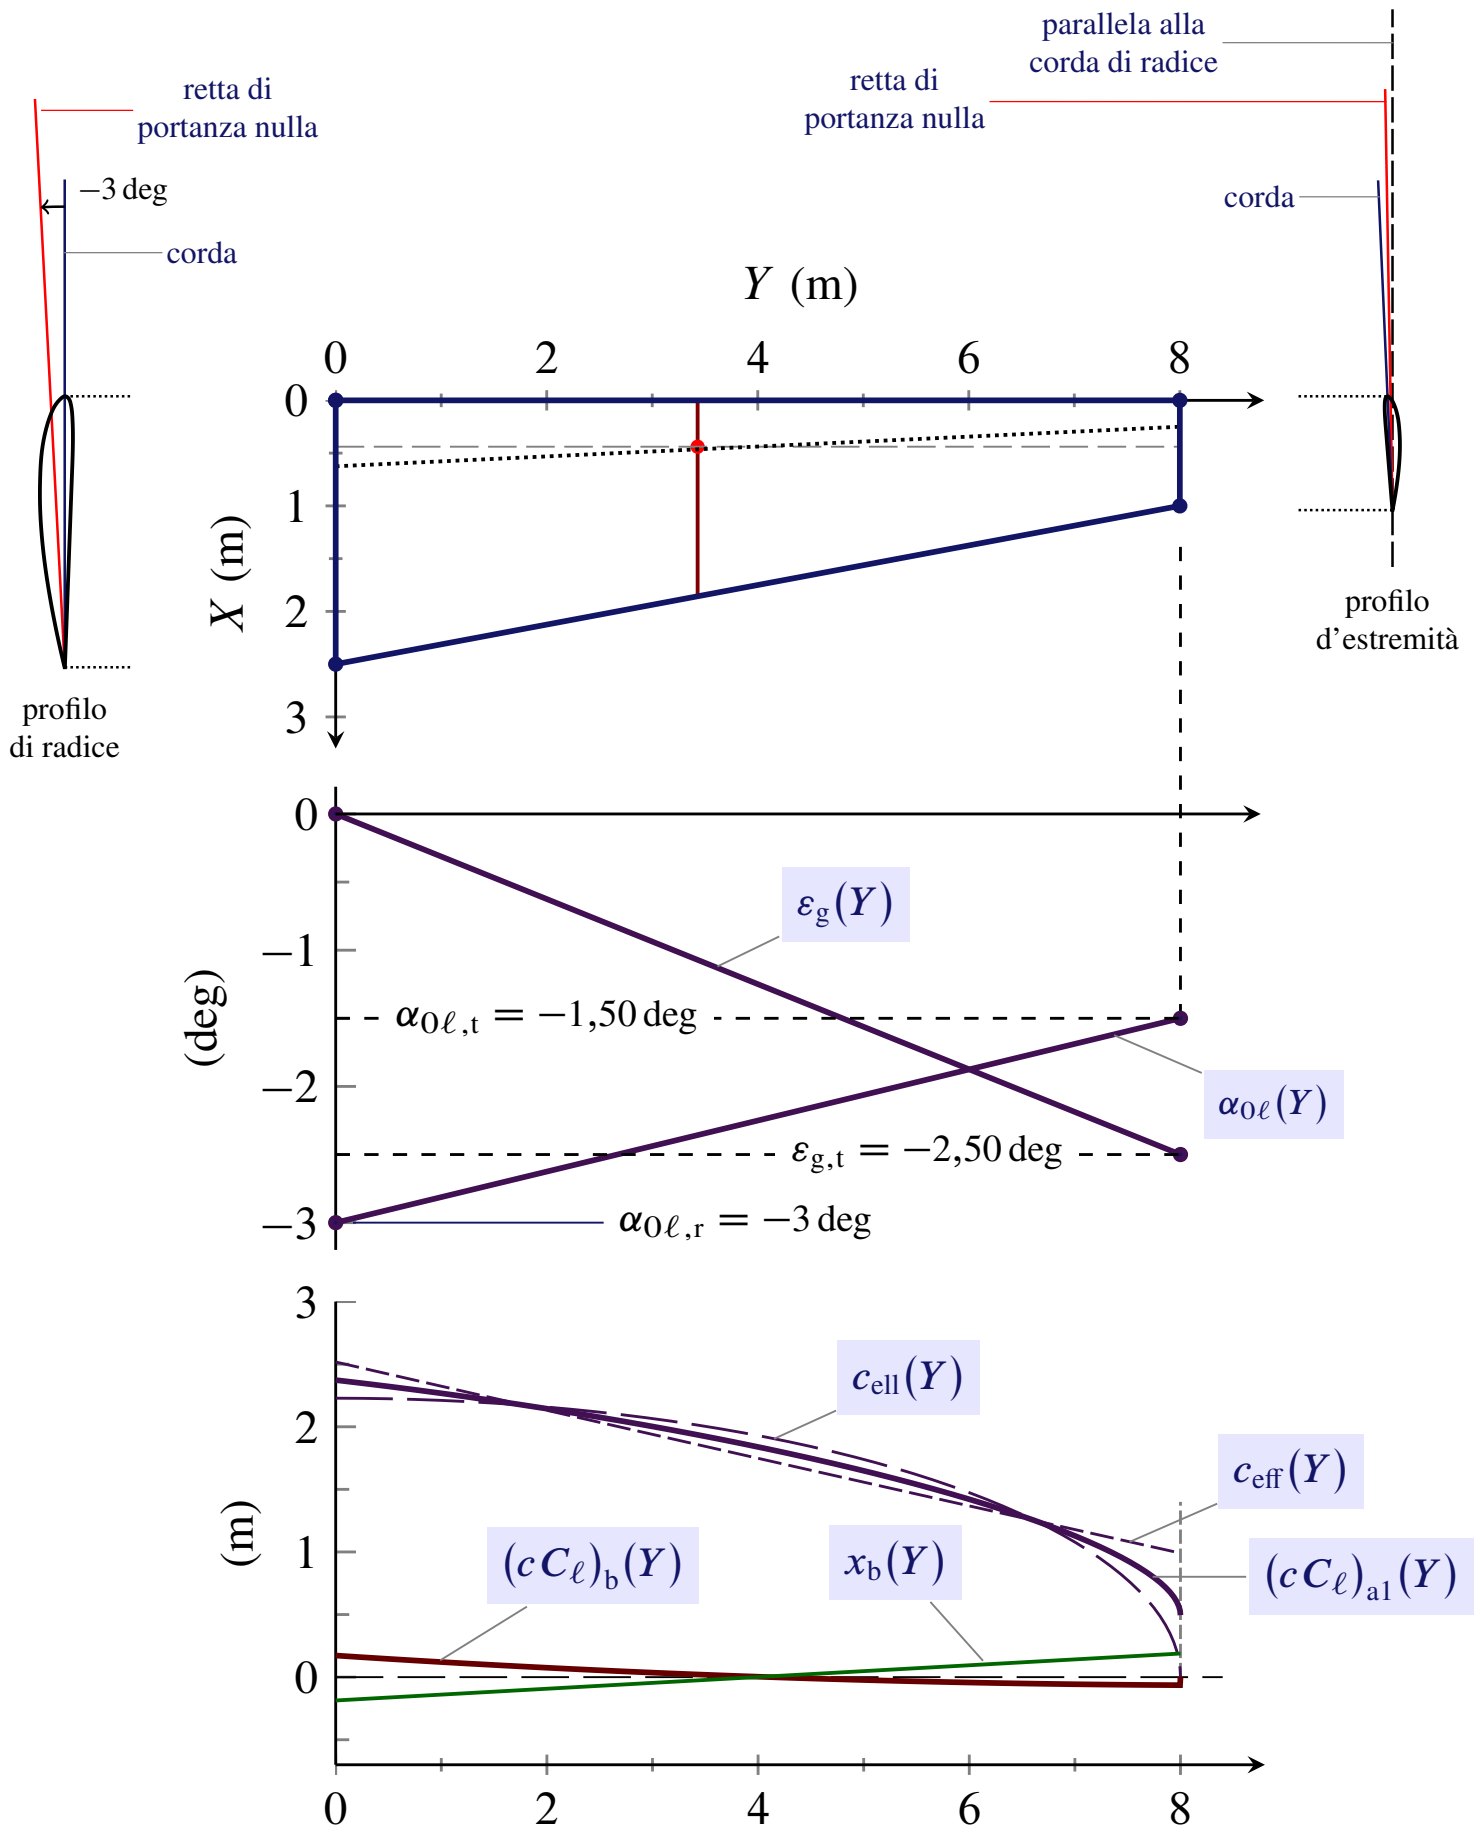 parallela alla
corda di radice
retta di
portanza nulla
retta di
portanza nulla
−3 deg
corda
corda
Y (m)
0 2 4 6 8
0
1
2
3
X (m)
profilo
di radice
profilo
d’estremità
0
−1
−2
−3
(deg)
εg(Y)
α0ℓ,t = −1,50 deg
α0ℓ(Y)
εg,t = −2,50 deg
α0ℓ,r = −3 deg
3
2
1
0
(m)
cell(Y)
ceff(Y)
(c Cℓ)b(Y)
xb(Y)
(c Cℓ)a1(Y)
0 2 4 6 8